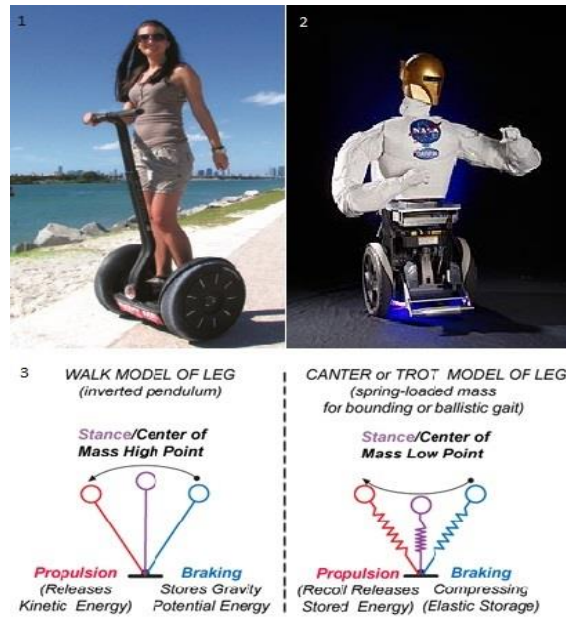 1
2
NASA
3
WALK MODEL OF LEG
(inverted pendulum)
Stance/Center of
Mass High Point
Propulsion
(Releases
Kinetic Energy)
Braking
Stores Gravity
Potential Energy
CANTER or TROT MODEL OF LEG
(spring-loaded mass
for bounding or ballistic gait)
Stance/Center of
Mass Low Point
Propulsion
(Recoil Releases
Stored Energy)
Braking
Compressing
(Elastic Storage)